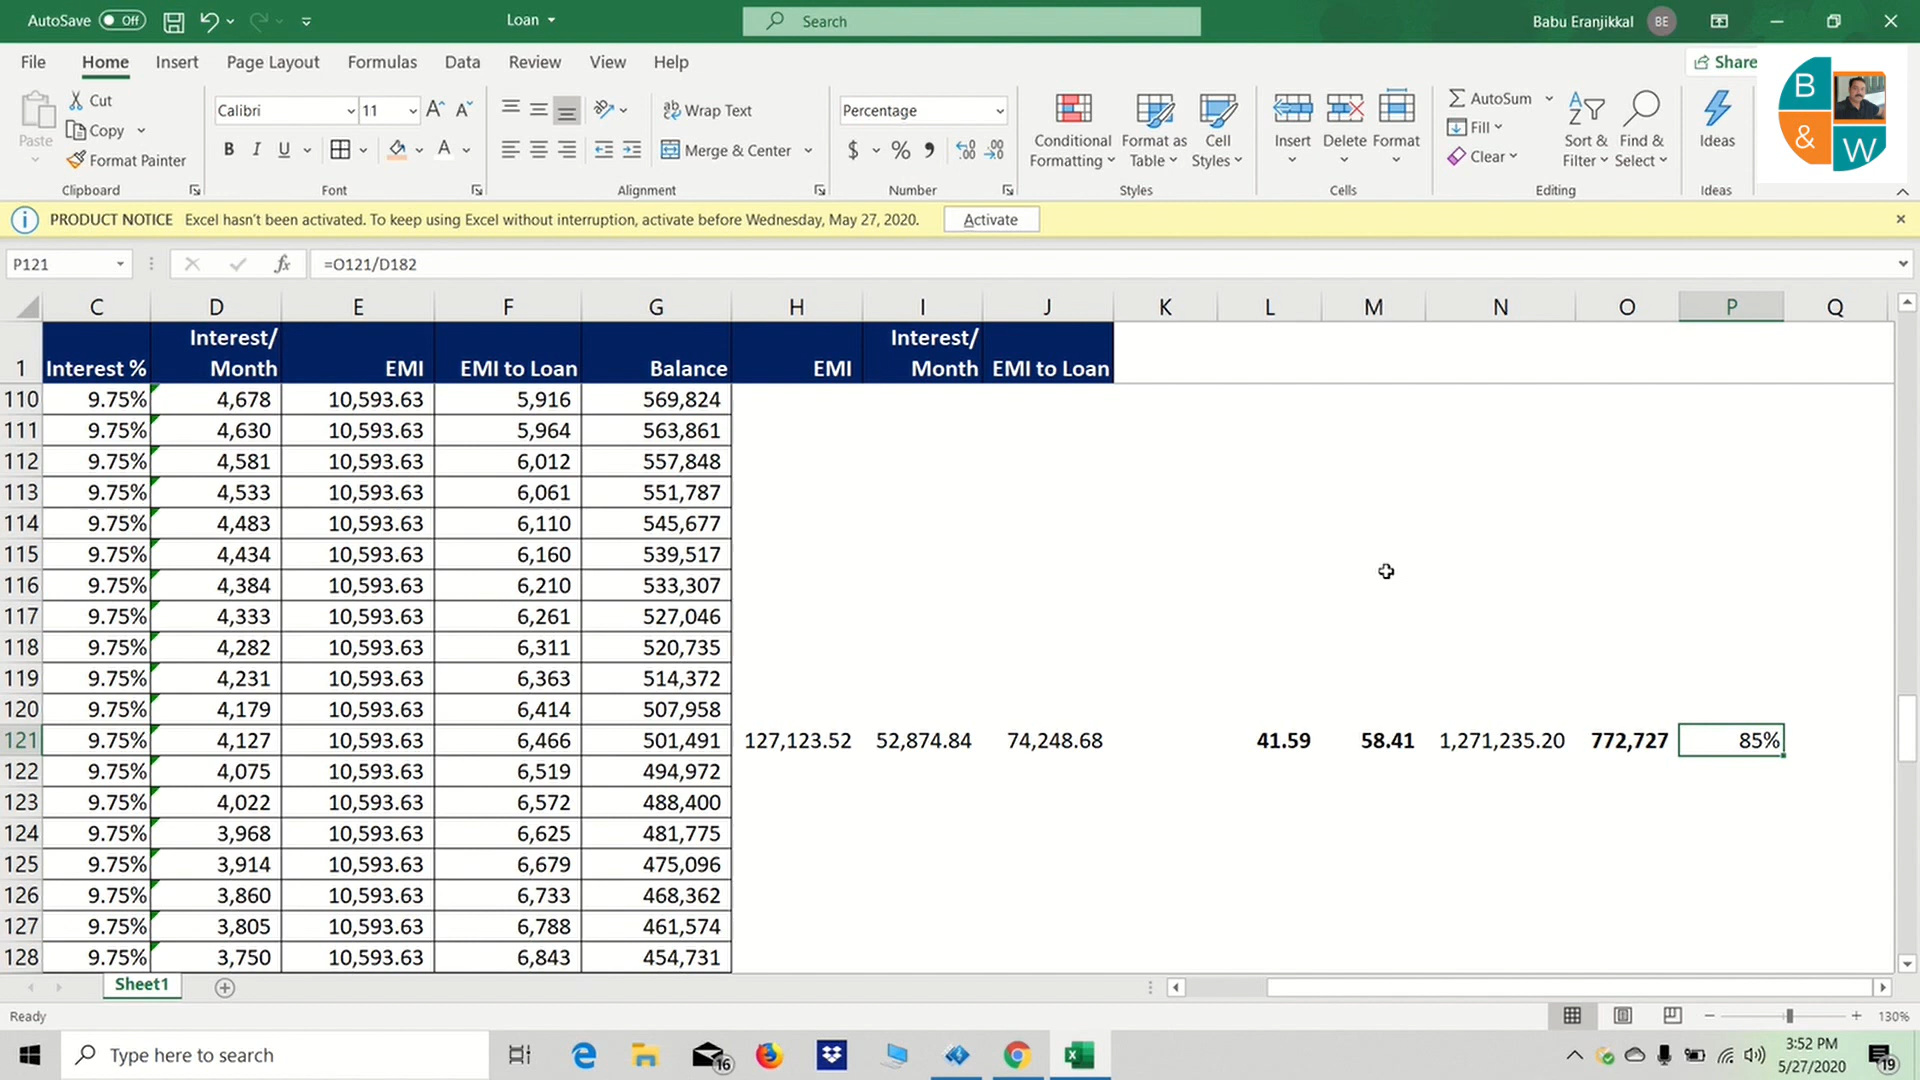 AutoSave Off Loan Search Babu Eranjikkal BE
File Home Insert Page Layout Formulas Data Review View Help Share
B & W
Paste Cut Copy Format Painter
Calibri 11
B I U A
Wrap Text
Merge & Center
Percentage
$ %
Conditional Formatting Format as Table Cell Styles
Insert Delete Format
AutoSum Fill Clear
Sort & Filter Find & Select
Ideas
Clipboard Font Alignment Number Styles Cells Editing Ideas
PRODUCT NOTICE Excel hasn't been activated. To keep using Excel without interruption, activate before Wednesday, May 27, 2020. Activate
P121 fx =O121/D182
C D E F G H I J K L M N O P Q
1 Interest % Interest/ Month EMI EMI to Loan Balance EMI Interest/ Month EMI to Loan
110 9.75% 4,678 10,593.63 5,916 569,824
111 9.75% 4,630 10,593.63 5,964 563,861
112 9.75% 4,581 10,593.63 6,012 557,848
113 9.75% 4,533 10,593.63 6,061 551,787
114 9.75% 4,483 10,593.63 6,110 545,677
115 9.75% 4,434 10,593.63 6,160 539,517
116 9.75% 4,384 10,593.63 6,210 533,307
117 9.75% 4,333 10,593.63 6,261 527,046
118 9.75% 4,282 10,593.63 6,311 520,735
119 9.75% 4,231 10,593.63 6,363 514,372
120 9.75% 4,179 10,593.63 6,414 507,958
121 9.75% 4,127 10,593.63 6,466 501,491 127,123.52 52,874.84 74,248.68 41.59 58.41 1,271,235.20 772,727 85%
122 9.75% 4,075 10,593.63 6,519 494,972
123 9.75% 4,022 10,593.63 6,572 488,400
124 9.75% 3,968 10,593.63 6,625 481,775
125 9.75% 3,914 10,593.63 6,679 475,096
126 9.75% 3,860 10,593.63 6,733 468,362
127 9.75% 3,805 10,593.63 6,788 461,574
128 9.75% 3,750 10,593.63 6,843 454,731
Sheet1
Ready 130%
Type here to search 16 3:52 PM
5/27/2020 19